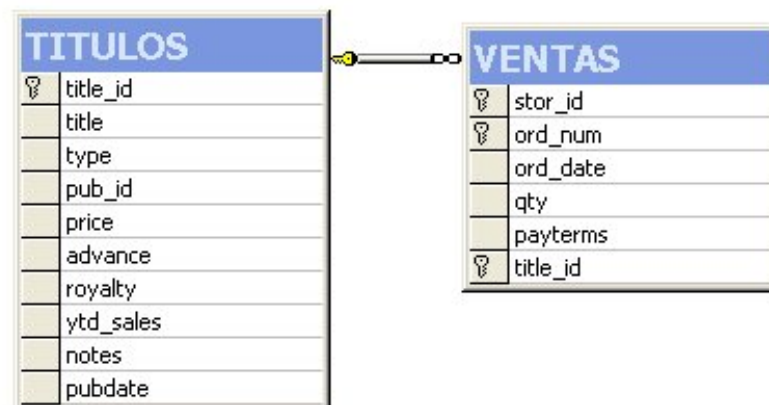 TITULOS
title_id
title
type
pub_id
price
advance
royalty
ytd_sales
notes
pubdate
VENTAS
stor_id
ord_num
ord_date
qty
payterms
title_id